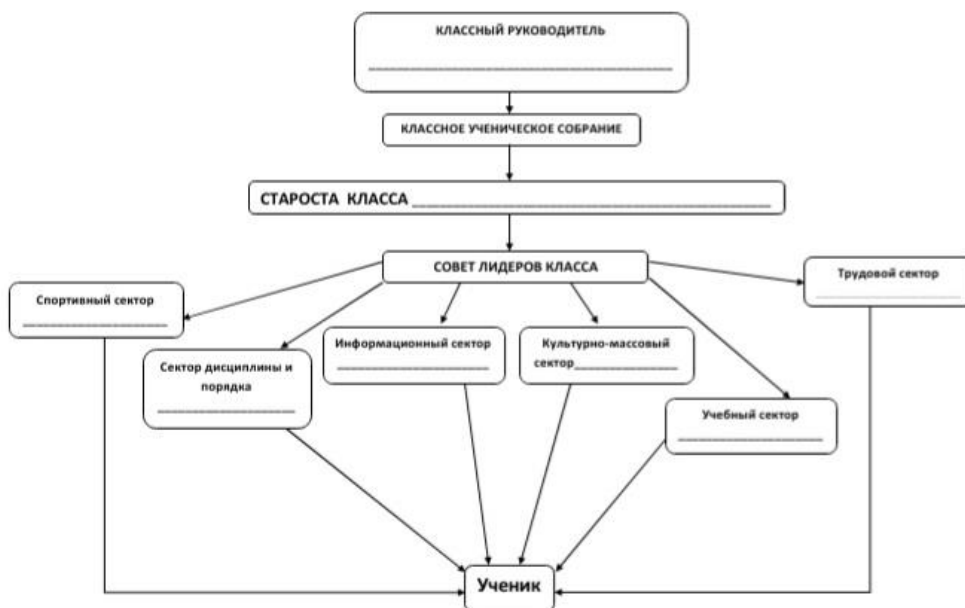 КЛАССНЫЙ РУКОВОДИТЕЛЬ
КЛАССНОЕ УЧЕНИЧЕСКОЕ СОБРАНИЕ
СТАРОСТА КЛАССА
СОВЕТ ЛИДЕРОВ КЛАССА
Трудовой сектор
Спортивный сектор
Информационный сектор
Культурно-массовый
сектор
Сектор дисциплины и
порядка
Учебный сектор
Ученик